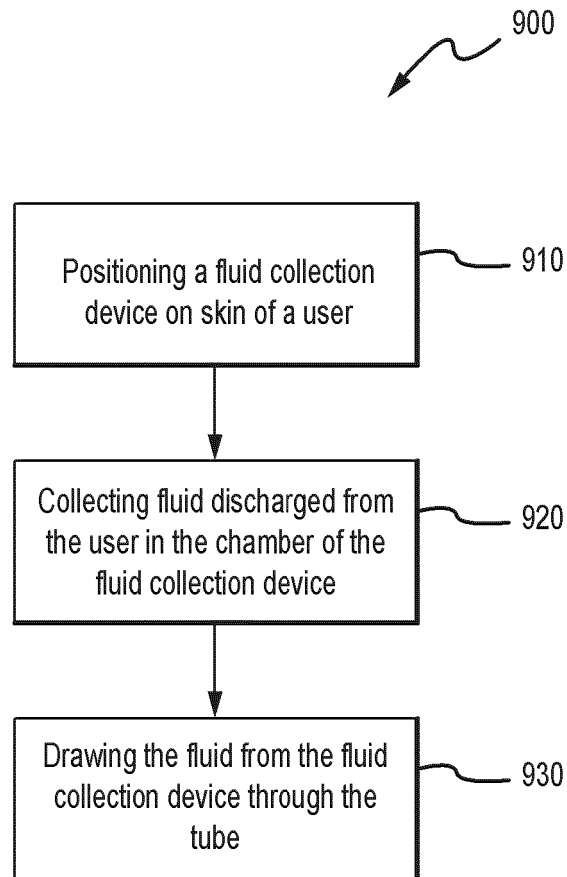 900
Positioning a fluid collection
device on skin of a user
910
Collecting fluid discharged from
the user in the chamber of the
fluid collection device
920
Drawing the fluid from the fluid
collection device through the
tube
930